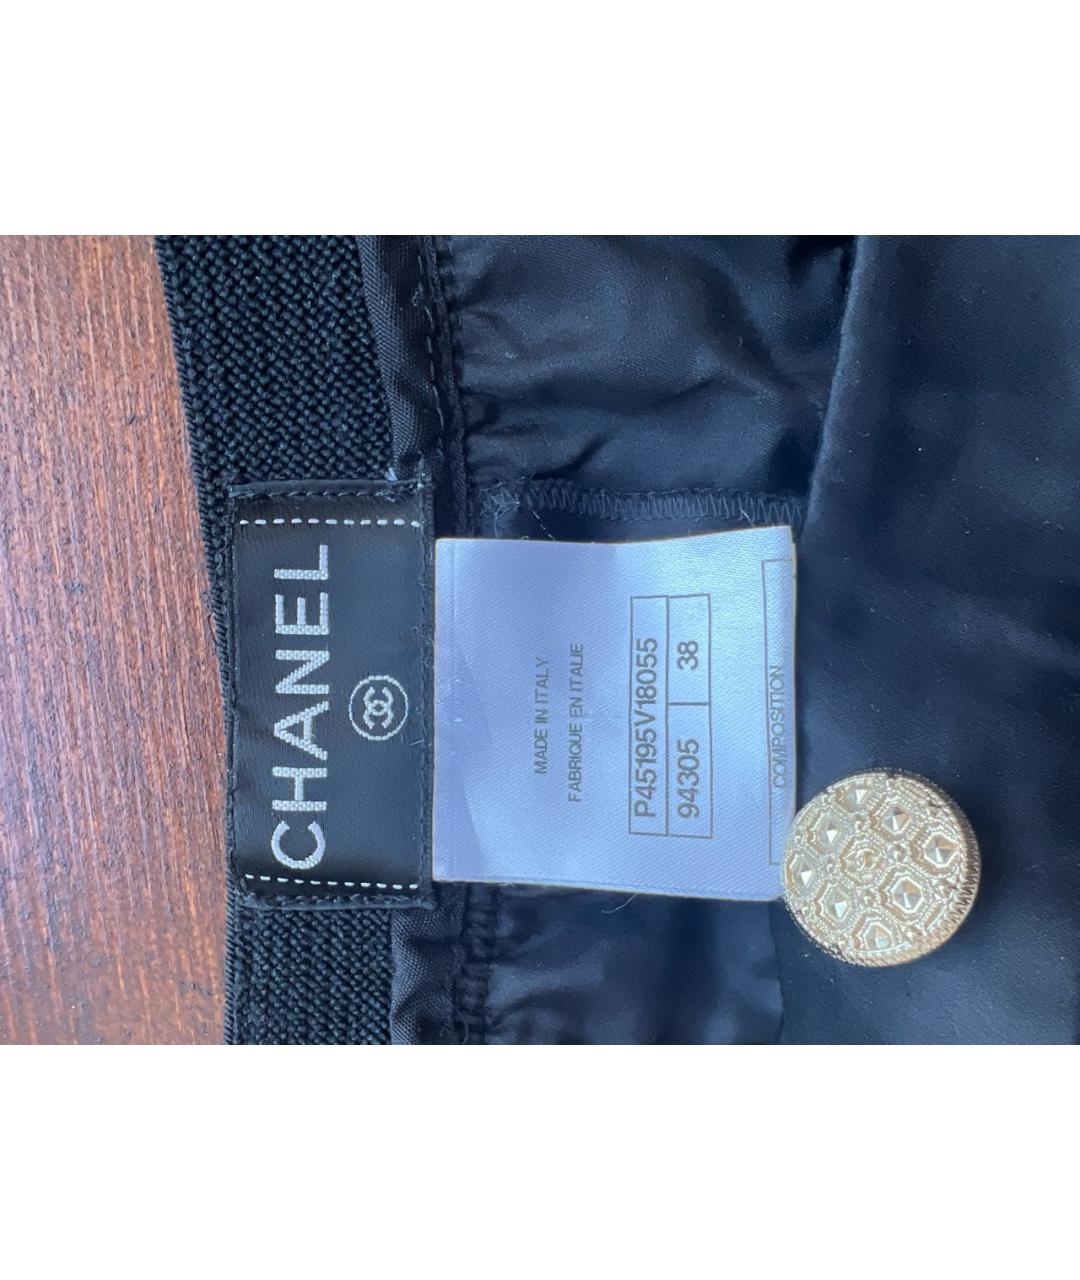 CHANEL
MADE IN ITALY
FABRIQUE EN ITALIE
P45195V18055
94305 38
COMPOSITION